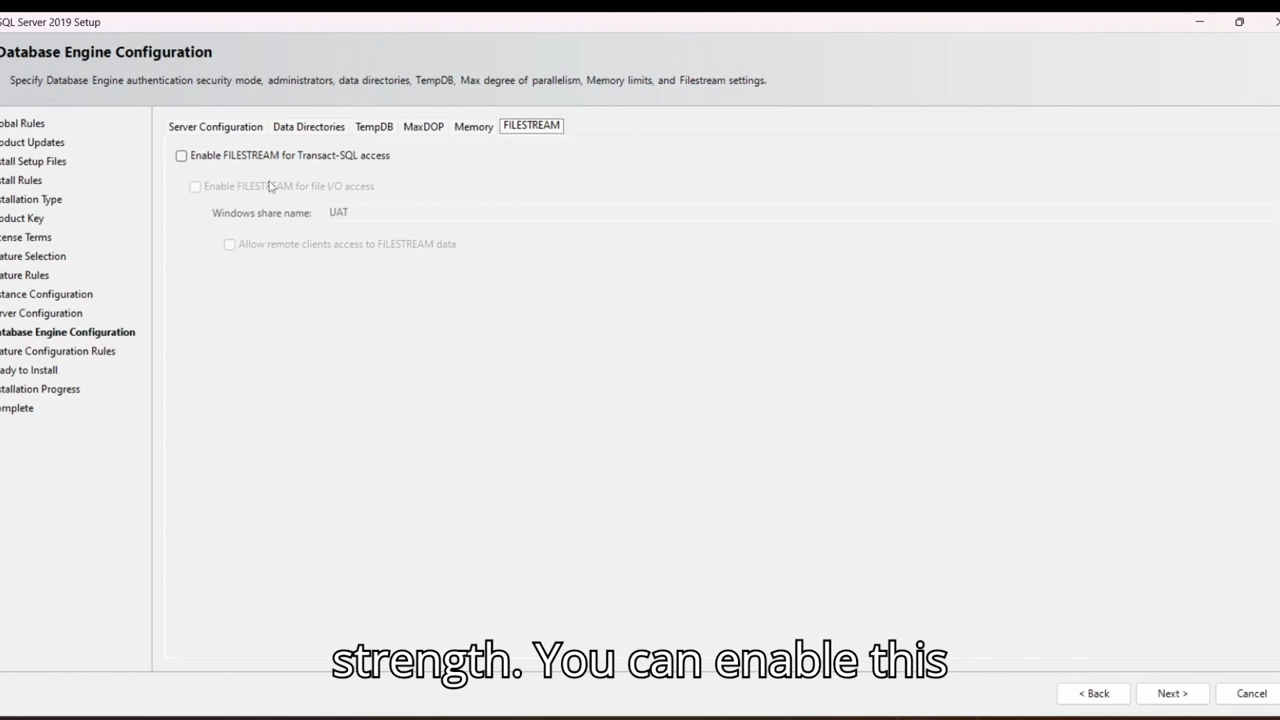 SQL Server 2019 Setup
Database Engine Configuration
Specify Database Engine authentication security mode, administrators, data directories, TempDB, Max degree of parallelism, Memory limits, and Filestream settings.
obal Rules
oduct Updates
stall Setup Files
stall Rules
stallation Type
oduct Key
ense Terms
ature Selection
ature Rules
stance Configuration
rver Configuration
tabase Engine Configuration
ature Configuration Rules
ady to Install
stallation Progress
omplete
Server Configuration Data Directories TempDB MaxDOP Memory FILESTREAM
Enable FILESTREAM for Transact-SQL access
Enable FILESTREAM for file I/O access
Windows share name: UAT
Allow remote clients access to FILESTREAM data
strength. You can enable this
< Back Next > Cancel